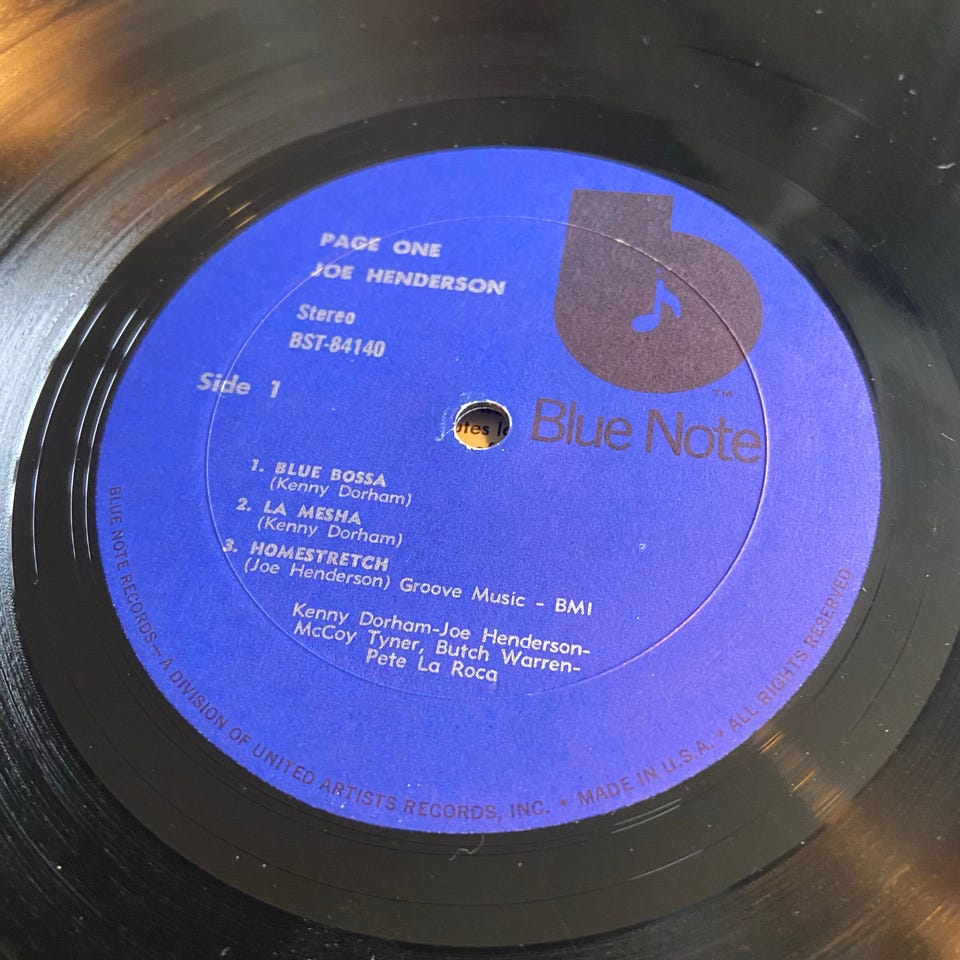 PAGE ONE
JOE HENDERSON
Stereo
BST-84140
Side 1
TM
Blue Note
1. BLUE BOSSA
(Kenny Dorham)
2. LA MESHA
(Kenny Dorham)
3. HOMESTRETCH
(Joe Henderson) Groove Music - BMI
Kenny Dorham-Joe Henderson-
McCoy Tyner, Butch Warren-
Pete La Roca
BLUE NOTE RECORDS—A DIVISION OF UNITED ARTISTS RECORDS, INC. • MADE IN U.S.A. • ALL RIGHTS RESERVED